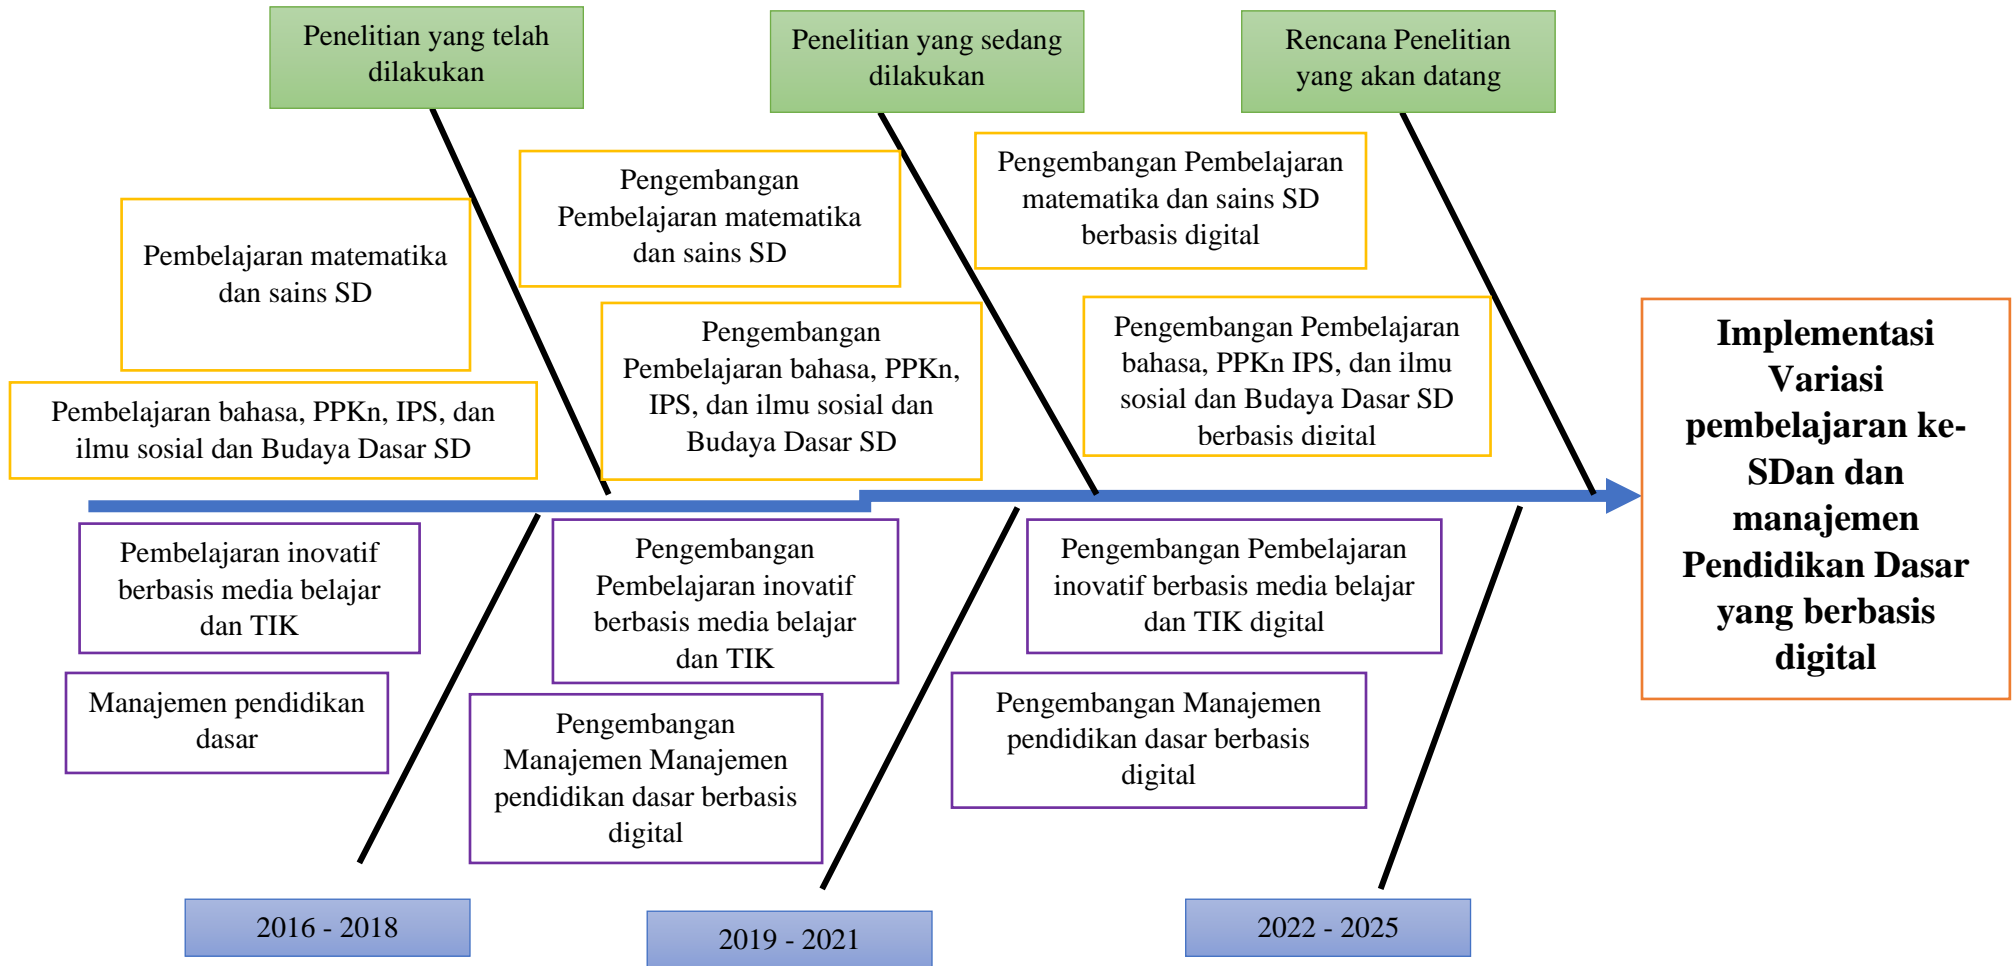 Penelitian yang telah
dilakukan
Penelitian yang sedang
dilakukan
Rencana Penelitian
yang akan datang
Pembelajaran matematika
dan sains SD
Pengembangan
Pembelajaran matematika
dan sains SD
Pengembangan Pembelajaran
matematika dan sains SD
berbasis digital
Pembelajaran bahasa, PPKn, IPS, dan
ilmu sosial dan Budaya Dasar SD
Pengembangan
Pembelajaran bahasa, PPKn,
IPS, dan ilmu sosial dan
Budaya Dasar SD
Pengembangan Pembelajaran
bahasa, PPKn IPS, dan ilmu
sosial dan Budaya Dasar SD
berbasis digital
Implementasi
Variasi
pembelajaran ke-
SDan dan
manajemen
Pendidikan Dasar
yang berbasis
digital
Pembelajaran inovatif
berbasis media belajar
dan TIK
Pengembangan
Pembelajaran inovatif
berbasis media belajar
dan TIK
Pengembangan Pembelajaran
inovatif berbasis media belajar
dan TIK digital
Manajemen pendidikan
dasar
Pengembangan
Manajemen Manajemen
pendidikan dasar berbasis
digital
Pengembangan Manajemen
pendidikan dasar berbasis
digital
2016 - 2018
2019 - 2021
2022 - 2025